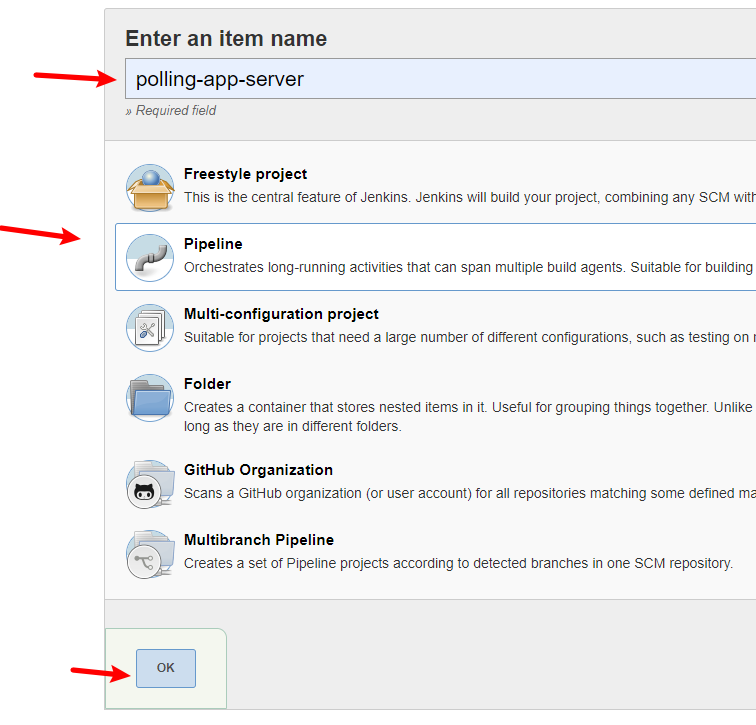 Enter an item name
polling-app-server
» Required field
Freestyle project
This is the central feature of Jenkins. Jenkins will build your project, combining any SCM with
Pipeline
Orchestrates long-running activities that can span multiple build agents. Suitable for building
Multi-configuration project
Suitable for projects that need a large number of different configurations, such as testing on
Folder
Creates a container that stores nested items in it. Useful for grouping things together. Unlike
long as they are in different folders.
GitHub Organization
Scans a GitHub organization (or user account) for all repositories matching some defined
Multibranch Pipeline
Creates a set of Pipeline projects according to detected branches in one SCM repository.
OK